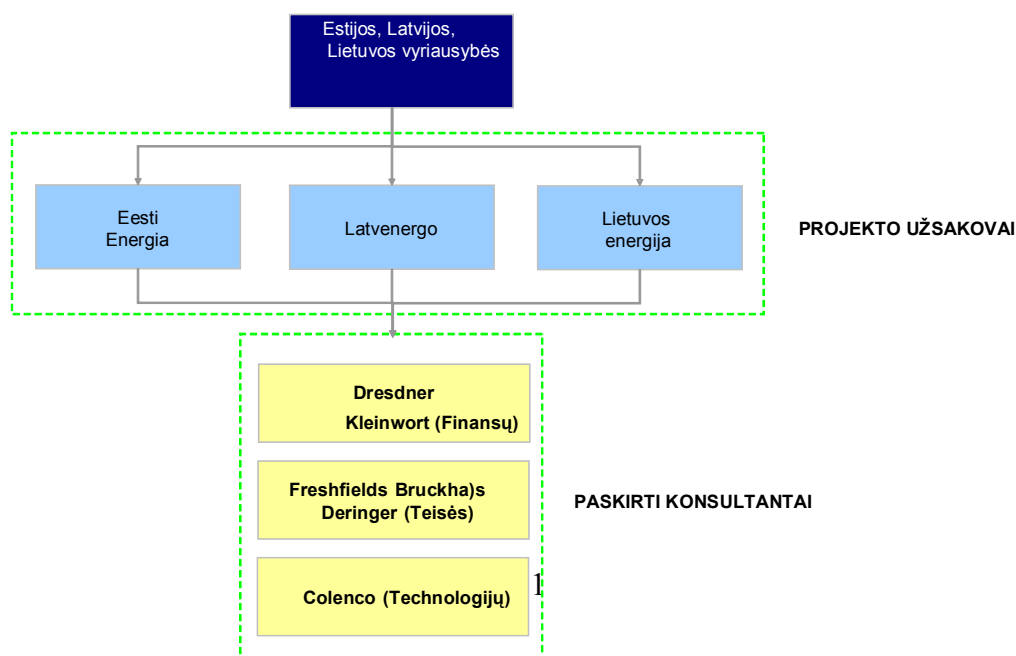 Estijos, Latvijos,
Lietuvos vyriausybės
Eesti
Energia
Latvenergo
Lietuvos
energija
PROJEKTO UŽSAKOVAI
Dresdner
Kleinwort (Finansų)
Freshfields Bruckha)s
Deringer (Teisės)
PASKIRTI KONSULTANTAI
Colenco (Technologijų)
1